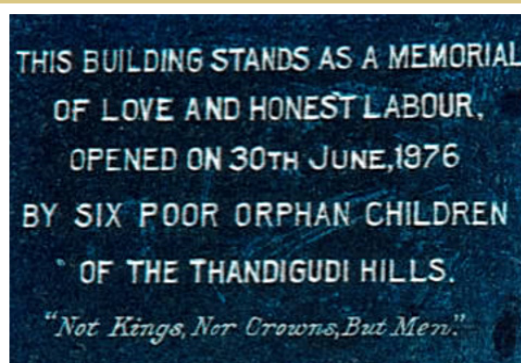 THIS BUILDING STANDS AS A MEMORIAL
OF LOVE AND HONEST LABOUR,
OPENED ON 30TH JUNE,1976
BY SIX POOR ORPHAN CHILDREN
OF THE THANDIGUDI HILLS.
"Not Kings, Nor Crowns, But Men."